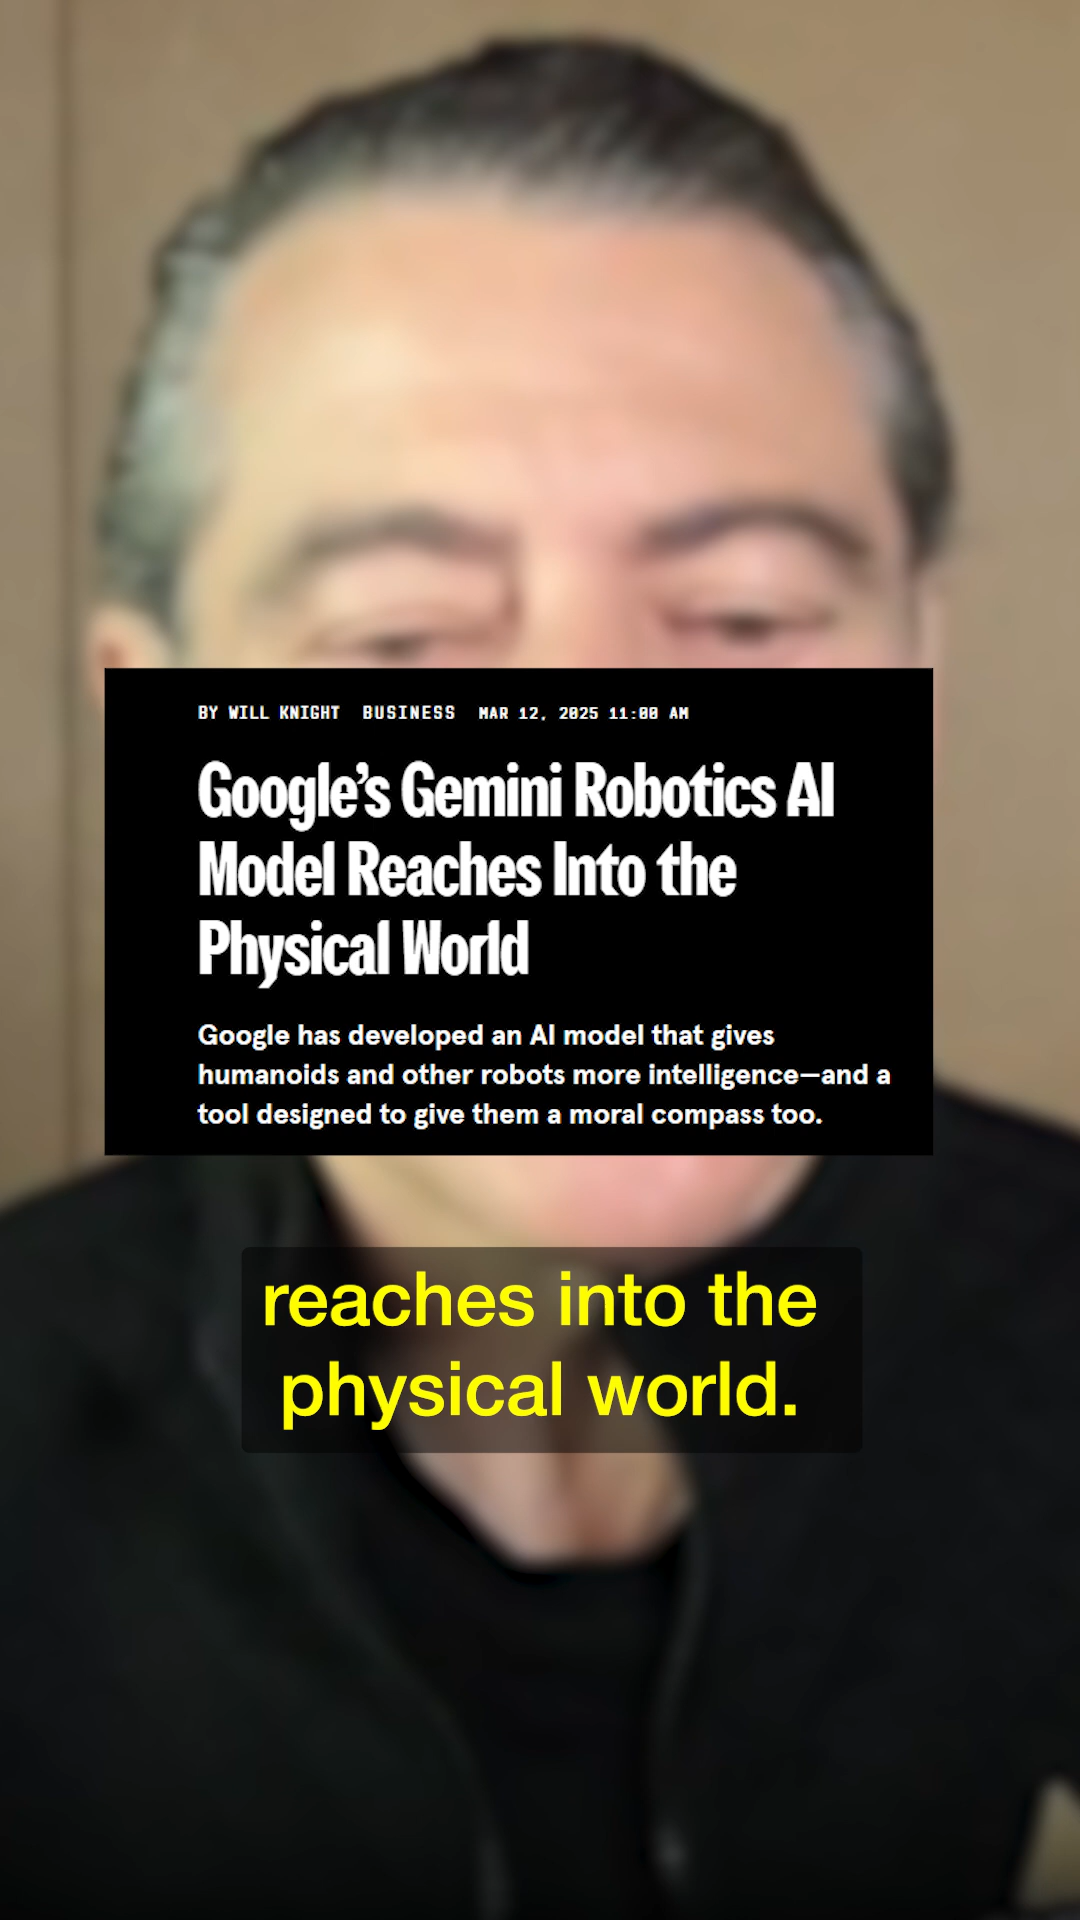 BY WILL KNIGHT BUSINESS MAR 12, 2025 11:00 AM
Google’s Gemini Robotics AI
Model Reaches Into the
Physical World
Google has developed an AI model that gives
humanoids and other robots more intelligence—and a
tool designed to give them a moral compass too.
reaches into the
physical world.